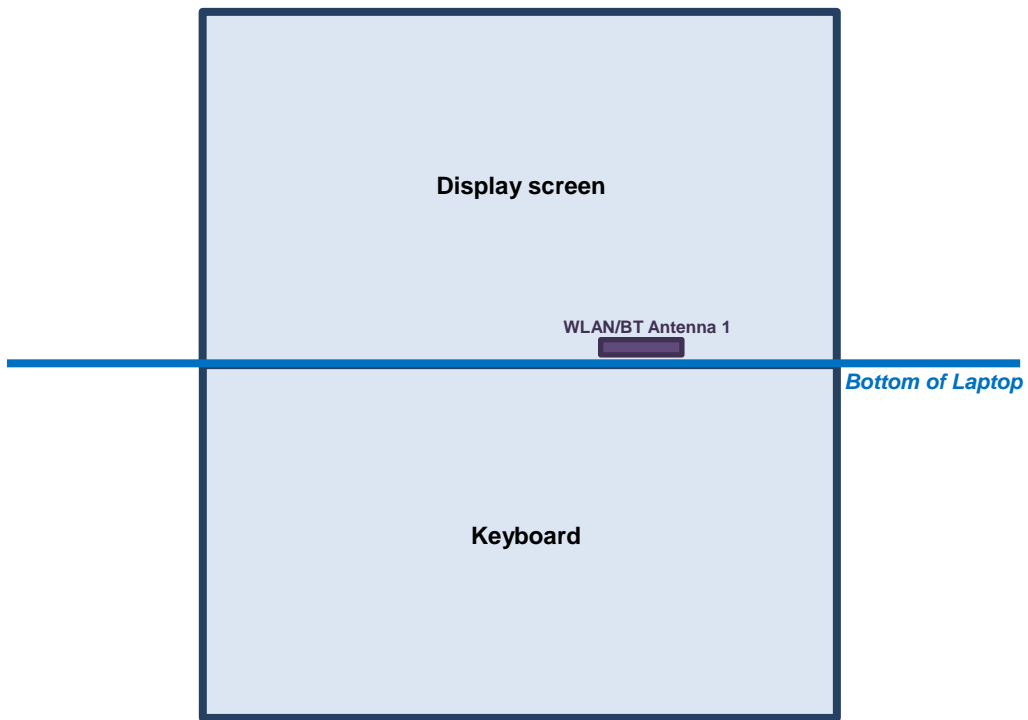 Display screen
WLAN/BT Antenna 1
Bottom of Laptop
Keyboard